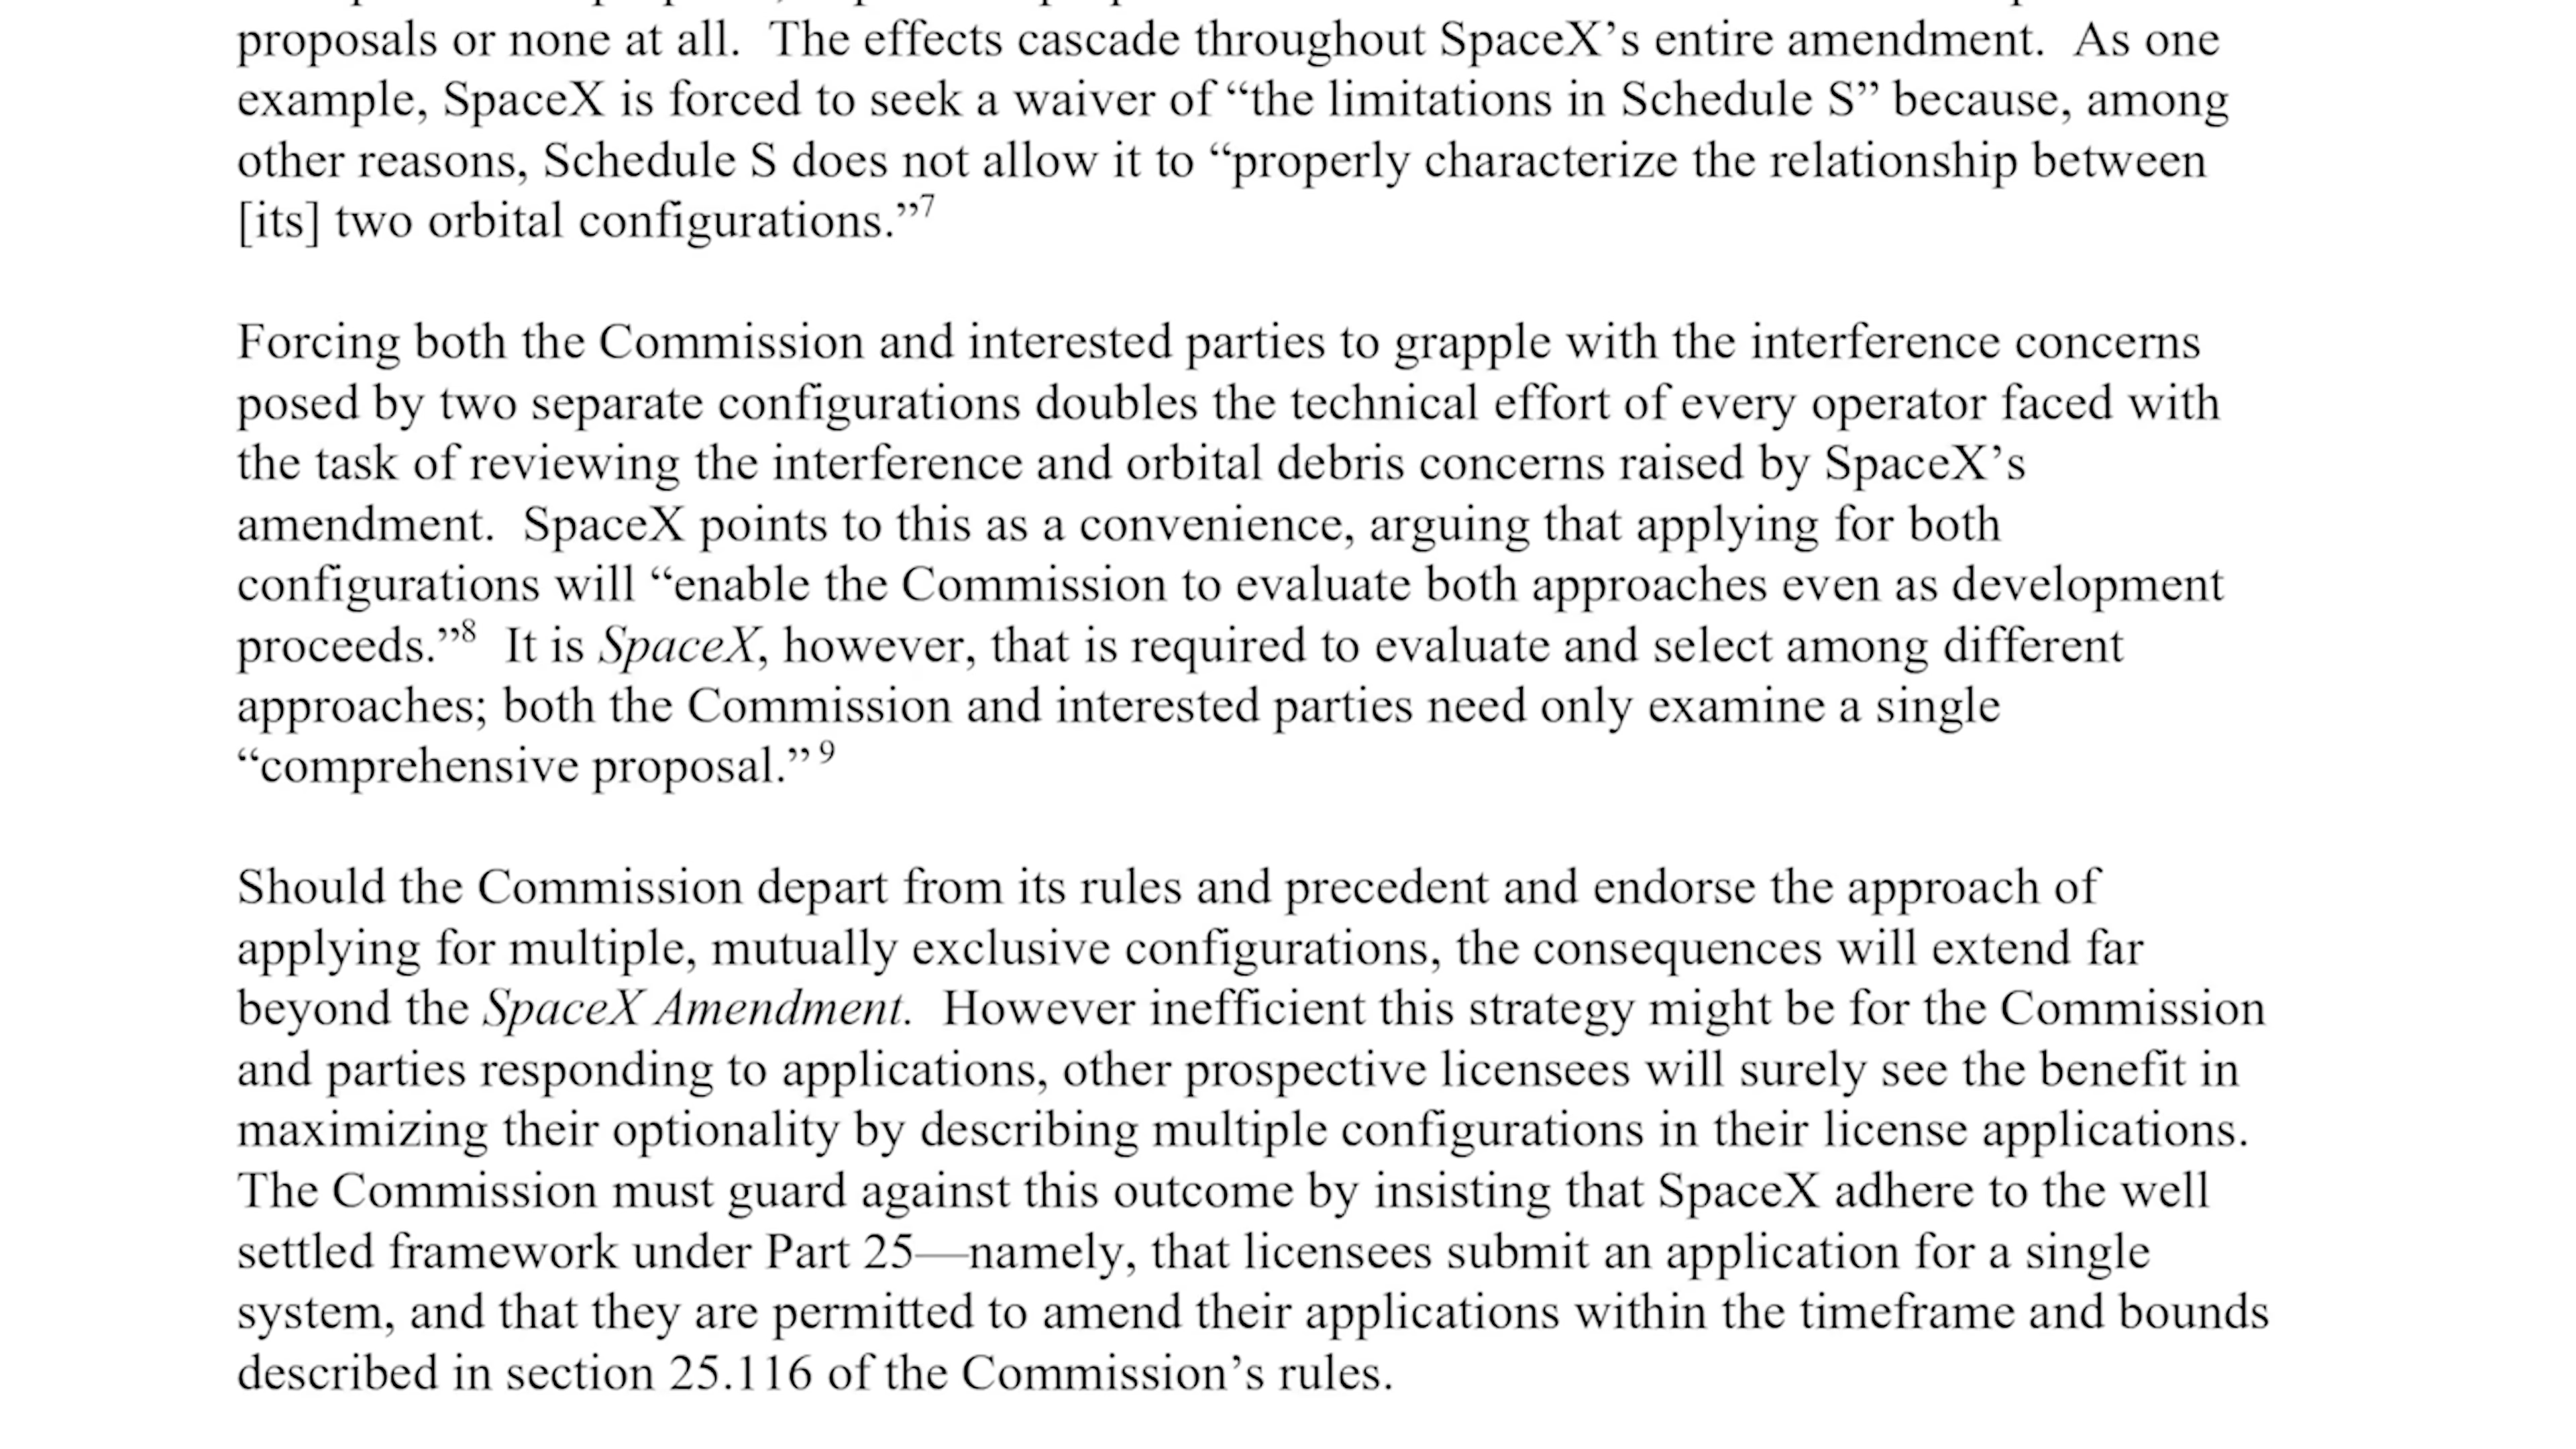 proposals or none at all.  The effects cascade throughout SpaceX’s entire amendment.  As one
example, SpaceX is forced to seek a waiver of “the limitations in Schedule S” because, among
other reasons, Schedule S does not allow it to “properly characterize the relationship between
[its] two orbital configurations.”7
Forcing both the Commission and interested parties to grapple with the interference concerns
posed by two separate configurations doubles the technical effort of every operator faced with
the task of reviewing the interference and orbital debris concerns raised by SpaceX’s
amendment.  SpaceX points to this as a convenience, arguing that applying for both
configurations will “enable the Commission to evaluate both approaches even as development
proceeds.”8  It is SpaceX, however, that is required to evaluate and select among different
approaches; both the Commission and interested parties need only examine a single
“comprehensive proposal.” 9
Should the Commission depart from its rules and precedent and endorse the approach of
applying for multiple, mutually exclusive configurations, the consequences will extend far
beyond the SpaceX Amendment.  However inefficient this strategy might be for the Commission
and parties responding to applications, other prospective licensees will surely see the benefit in
maximizing their optionality by describing multiple configurations in their license applications.
The Commission must guard against this outcome by insisting that SpaceX adhere to the well
settled framework under Part 25—namely, that licensees submit an application for a single
system, and that they are permitted to amend their applications within the timeframe and bounds
described in section 25.116 of the Commission’s rules.